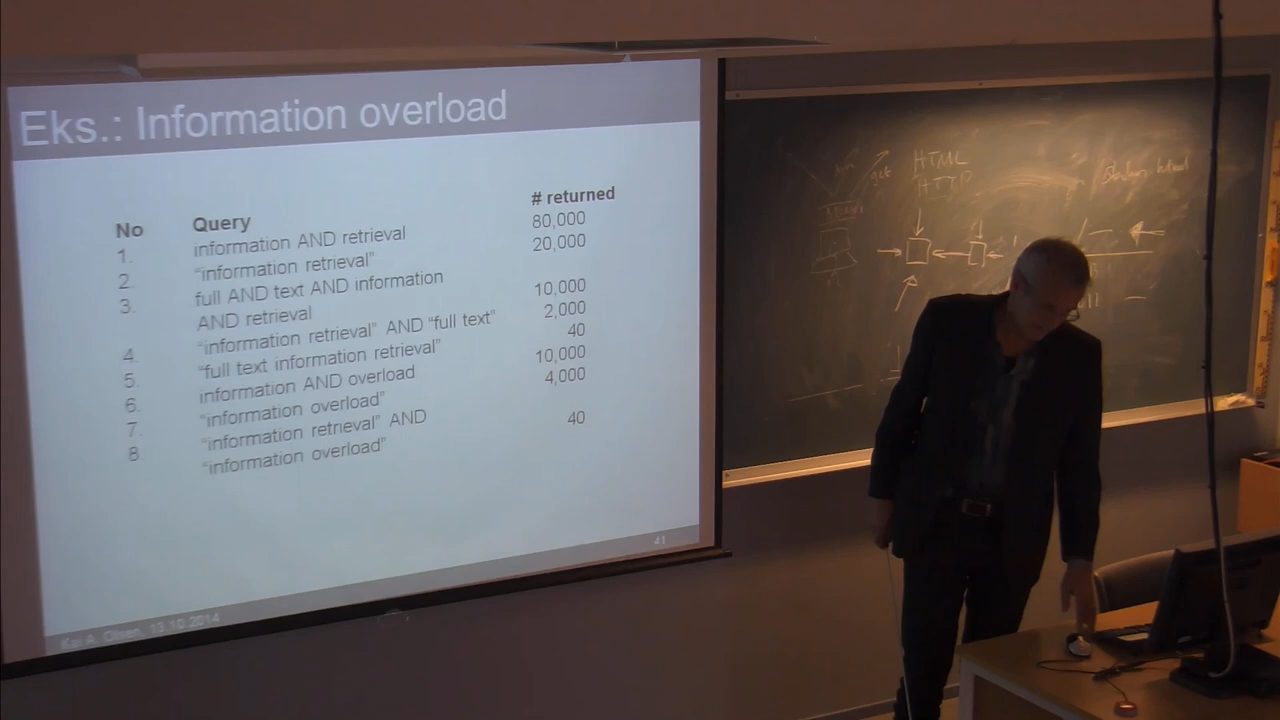 Eks.: Information overload
No Query # returned
1. information AND retrieval 80,000
2. “information retrieval” 20,000
3. full AND text AND information
AND retrieval 10,000
4. “information retrieval” AND “full text” 2,000
5. “full text information retrieval” 40
6. information AND overload 10,000
7. “information overload” 4,000
8. “information retrieval” AND
“information overload” 40
41
Kai A. Olsen, 13.10.2014
get
HTML
HTTP